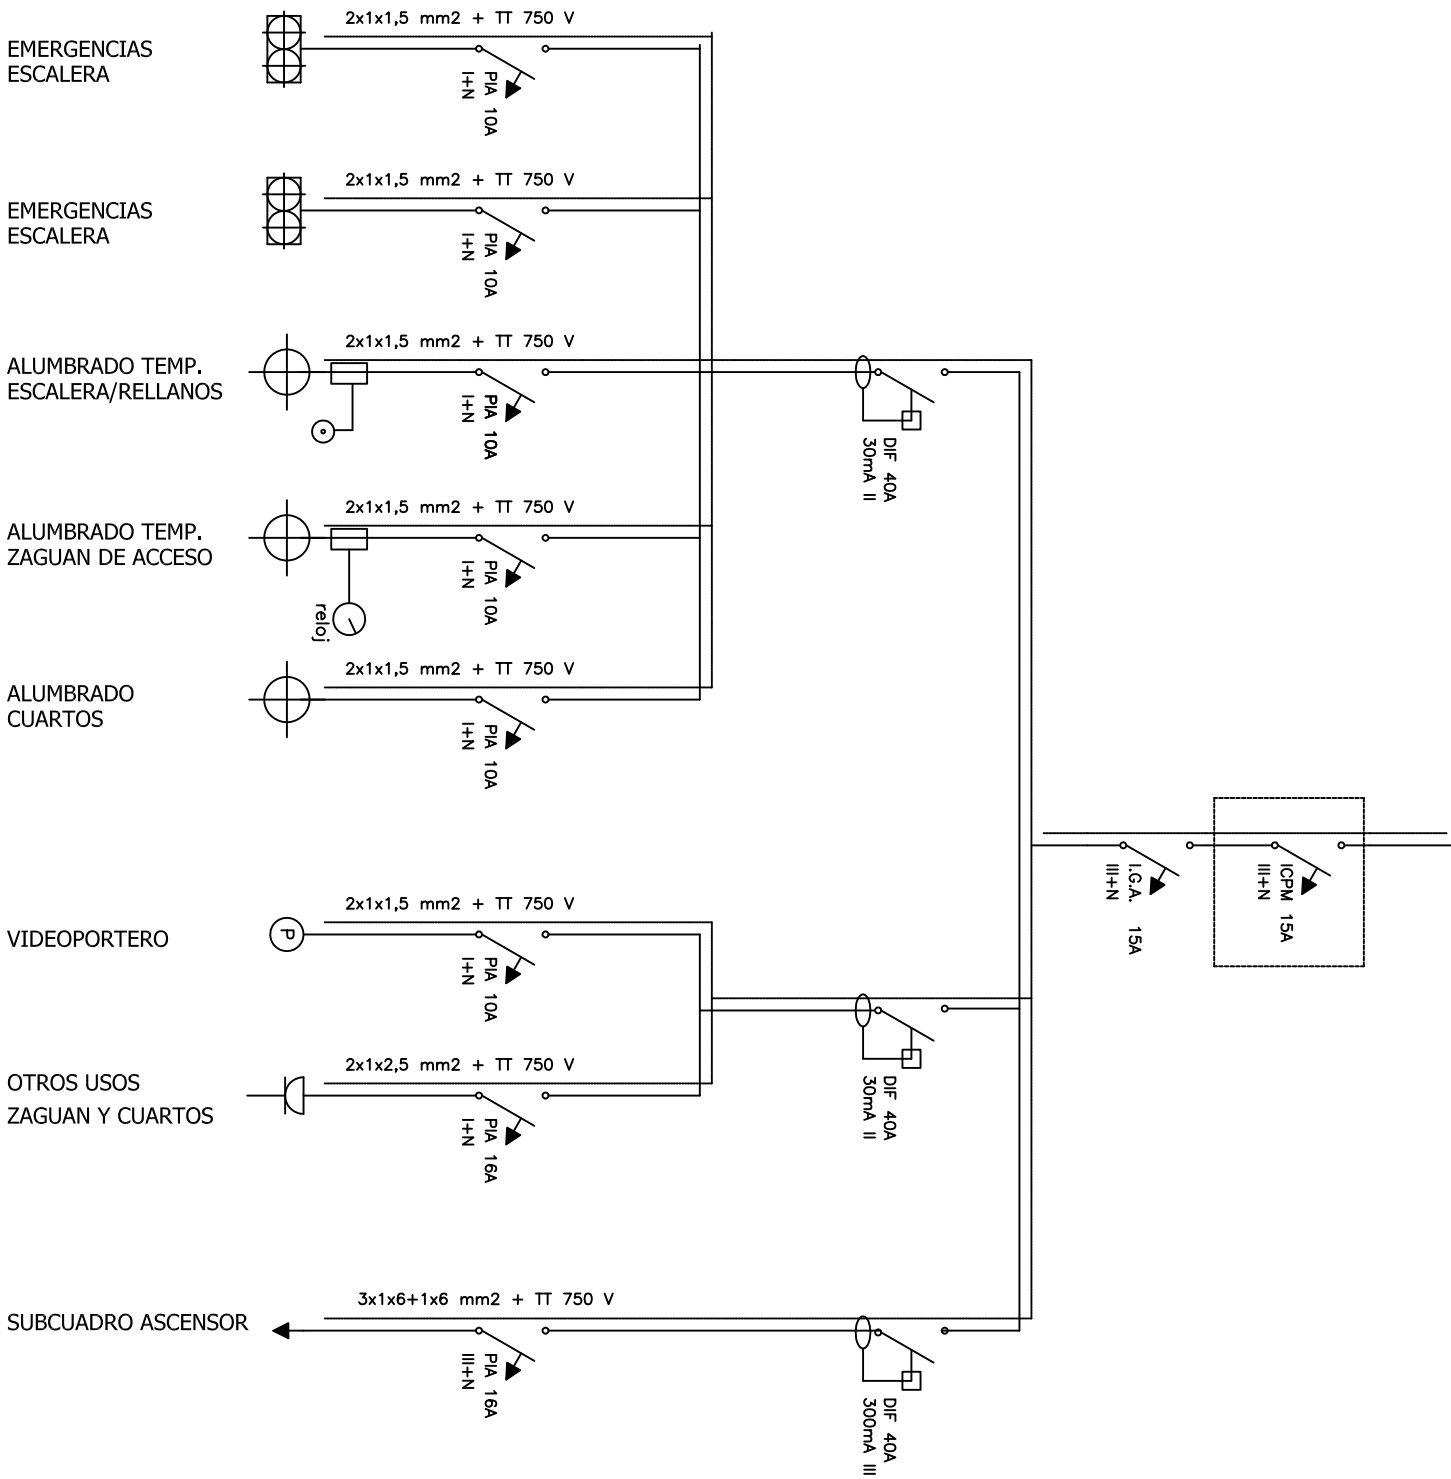 2x1x1,5 mm2 + TT 750 V
EMERGENCIAS
ESCALERA
PIA 10A
I+N
2x1x1,5 mm2 + TT 750 V
EMERGENCIAS
ESCALERA
PIA 10A
I+N
2x1x1,5 mm2 + TT 750 V
ALUMBRADO TEMP.
ESCALERA/RELLANOS
PIA 10A
I+N
DIF 40A
30mA II
2x1x1,5 mm2 + TT 750 V
ALUMBRADO TEMP.
ZAGUAN DE ACCESO
PIA 10A
I+N
reloj
2x1x1,5 mm2 + TT 750 V
ALUMBRADO
CUARTOS
PIA 10A
I+N
I.G.A. 15A
III+N
ICPM 15A
III+N
2x1x1,5 mm2 + TT 750 V
VIDEOPORTERO
P
PIA 10A
I+N
DIF 40A
30mA II
2x1x2,5 mm2 + TT 750 V
OTROS USOS
ZAGUAN Y CUARTOS
PIA 16A
I+N
3x1x6+1x6 mm2 + TT 750 V
SUBCUADRO ASCENSOR
PIA 16A
III+N
DIF 40A
300mA III